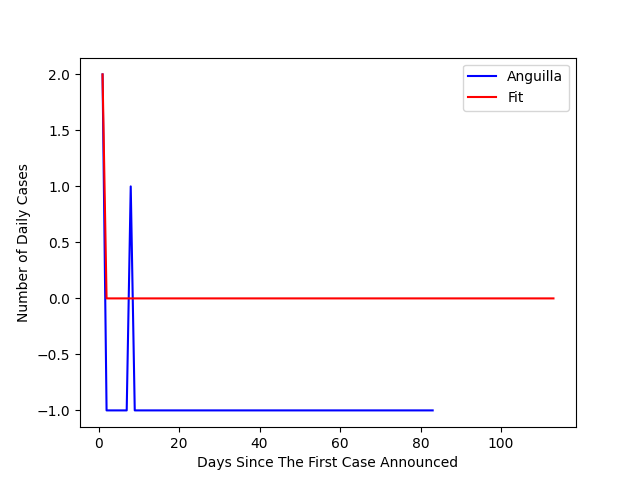 Anguilla
Fit
2.0
1.5
1.0
0.5
0.0
−0.5
−1.0
Number of Daily Cases
0 20 40 60 80 100
Days Since The First Case Announced